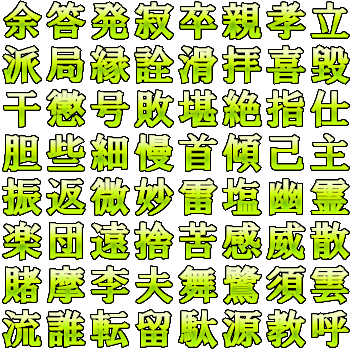 余答発寂卒親孝立
派局縁詮滑拝喜毀
干懲号敗堪絶指仕
胆些細慢首傾己主
振返微妙雷塩幽霊
楽団遠捨苦感威散
賭摩李夫舞鷺須雲
流誰転留駄源教呼